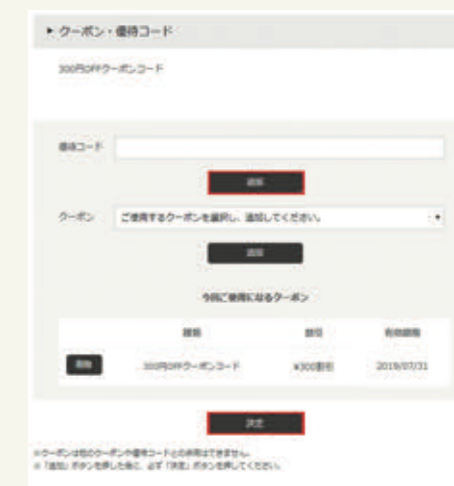 ▶ クーポン・優待コード
300円OFFクーポンコード
優待コード
追加
クーポン ご使用するクーポンを選択し、追加してください。
追加
今回ご使用になるクーポン
種類 割引 有効期限
削除 300円OFFクーポンコード ¥300割引 2019/07/31
決定
※クーポンは他のクーポンや優待コードとの併用はできません。
※「追加」ボタンを押した後に、必ず「決定」ボタンを押してください。